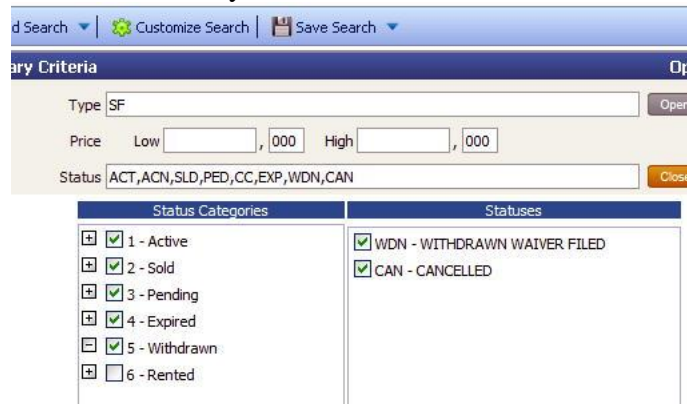 d Search Customize Search Save Search
ary Criteria Op
Type SF Open
Price Low , 000 High , 000
Status ACT,ACN,SLD,PED,CC,EXP,WDN,CAN Close
Status Categories Statuses
1 - Active WDN - WITHDRAWN WAIVER FILED
2 - Sold CAN - CANCELLED
3 - Pending
4 - Expired
5 - Withdrawn
6 - Rented